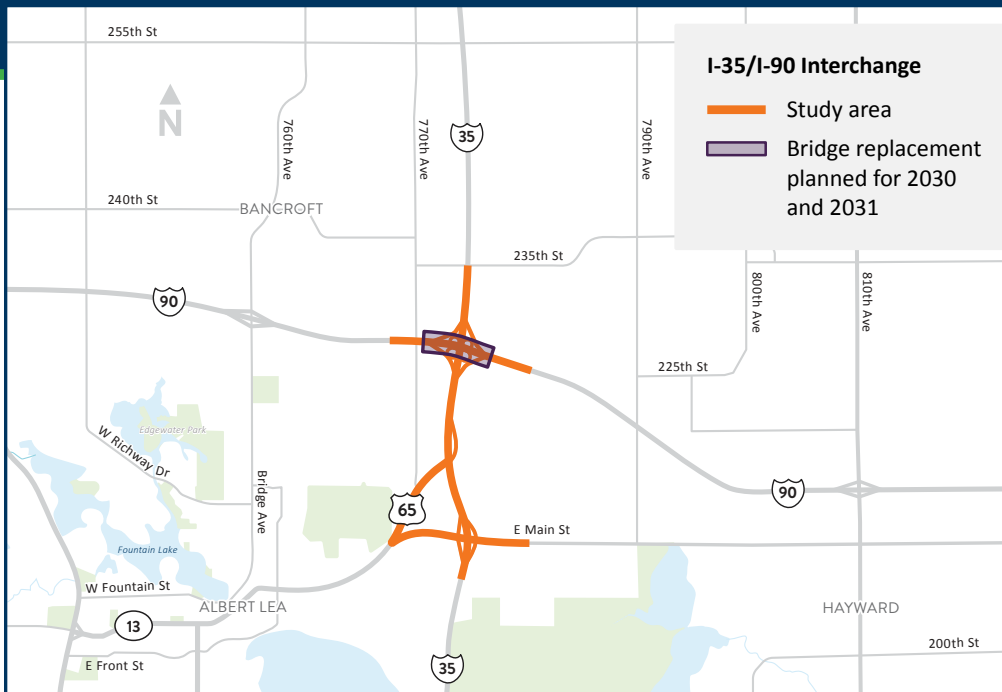 255th St
I-35/I-90 Interchange
Study area
Bridge replacement
planned for 2030
and 2031
N
760th Ave
770th Ave
35
790th Ave
240th St
BANCROFT
235th St
800th Ave
810th Ave
90
225th St
Edgewater Park
W Richway Dr
Bridge Ave
65
90
E Main St
Fountain Lake
W Fountain St
ALBERT LEA
HAYWARD
13
E Front St
35
200th St